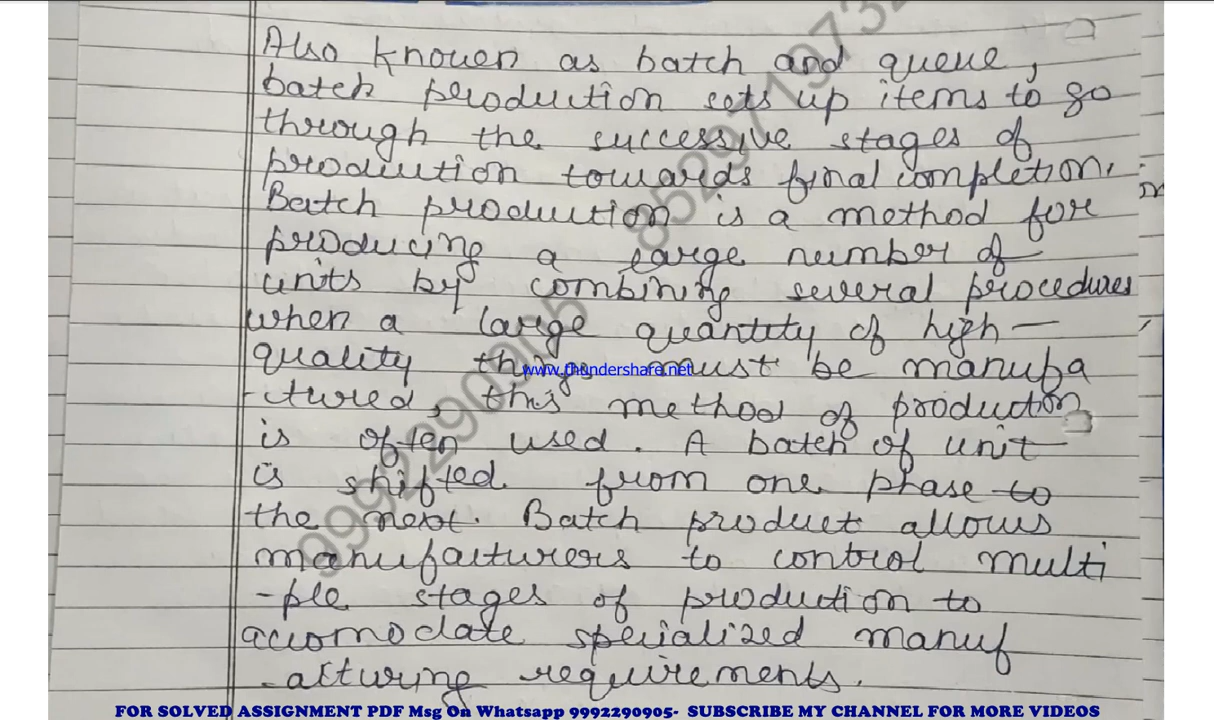 Also knowen as batch and queue,
batch production sets up items to go
through the successive stages of
production towards final completion.
Batch production is a method for
producing a large number of
units by combining several procedures
when a large quantity of high-
quality things must be manufa
-ctured, this method of production
is often used. A batch of unit
is shifted from one phase to
the next. Batch product allows
manufacturers to control multi
-ple stages of production to
accomodate specialized manuf
-acturing requirements.
www.thundershare.net
9992290905
FOR SOLVED ASSIGNMENT PDF Msg On Whatsapp 9992290905- SUBSCRIBE MY CHANNEL FOR MORE VIDEOS